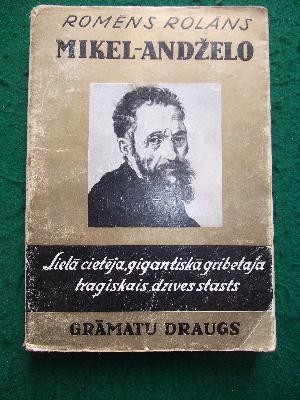 ROMENS ROLANS
MIKEL-ANDŽELO
Lielā cietēja, gigantiskā gribētāja
traģiskais dzīves stāsts
GRĀMATU DRAUGS